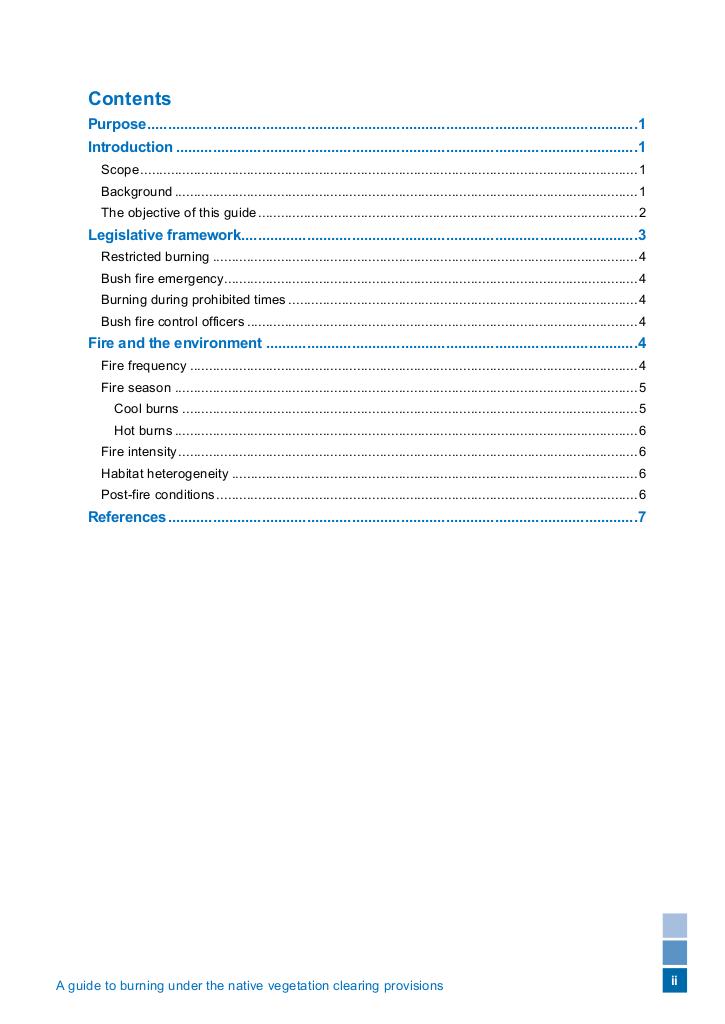 Contents
Purpose........................................................................................................................1
Introduction .................................................................................................................1
Scope.................................................................................................................................1
Background ........................................................................................................................1
The objective of this guide..................................................................................................2
Legislative framework.................................................................................................3
Restricted burning ..............................................................................................................4
Bush fire emergency...........................................................................................................4
Burning during prohibited times ..........................................................................................4
Bush fire control officers .....................................................................................................4
Fire and the environment ...........................................................................................4
Fire frequency ....................................................................................................................4
Fire season ........................................................................................................................5
Cool burns ......................................................................................................................5
Hot burns ........................................................................................................................6
Fire intensity.......................................................................................................................6
Habitat heterogeneity .........................................................................................................6
Post-fire conditions.............................................................................................................6
References ...................................................................................................................7
A guide to burning under the native vegetation clearing provisions
ii